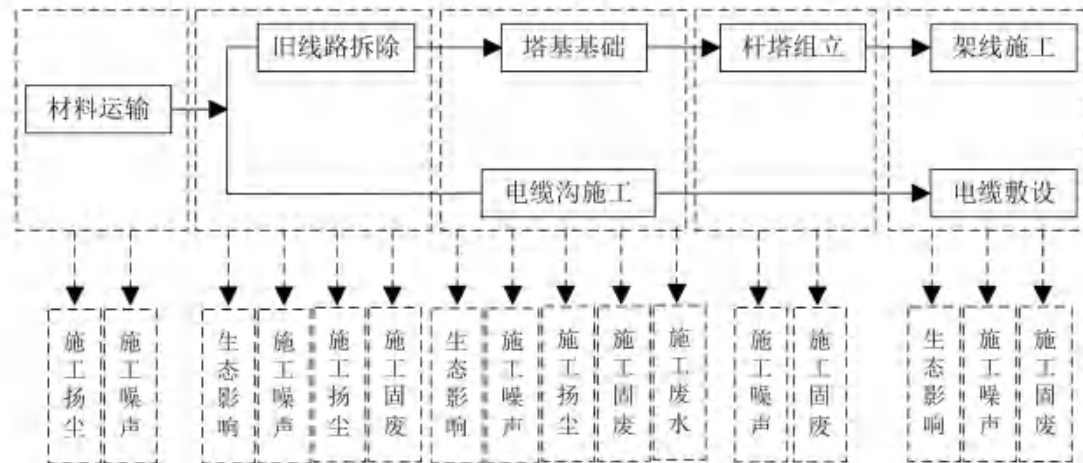 旧线路拆除
塔基基础
杆塔组立
架线施工
材料运输
电缆沟施工
电缆敷设
施工扬尘
施工噪声
生态影响
施工噪声
施工扬尘
施工固废
生态影响
施工噪声
施工扬尘
施工固废
施工废水
施工噪声
施工固废
生态影响
施工噪声
施工固废